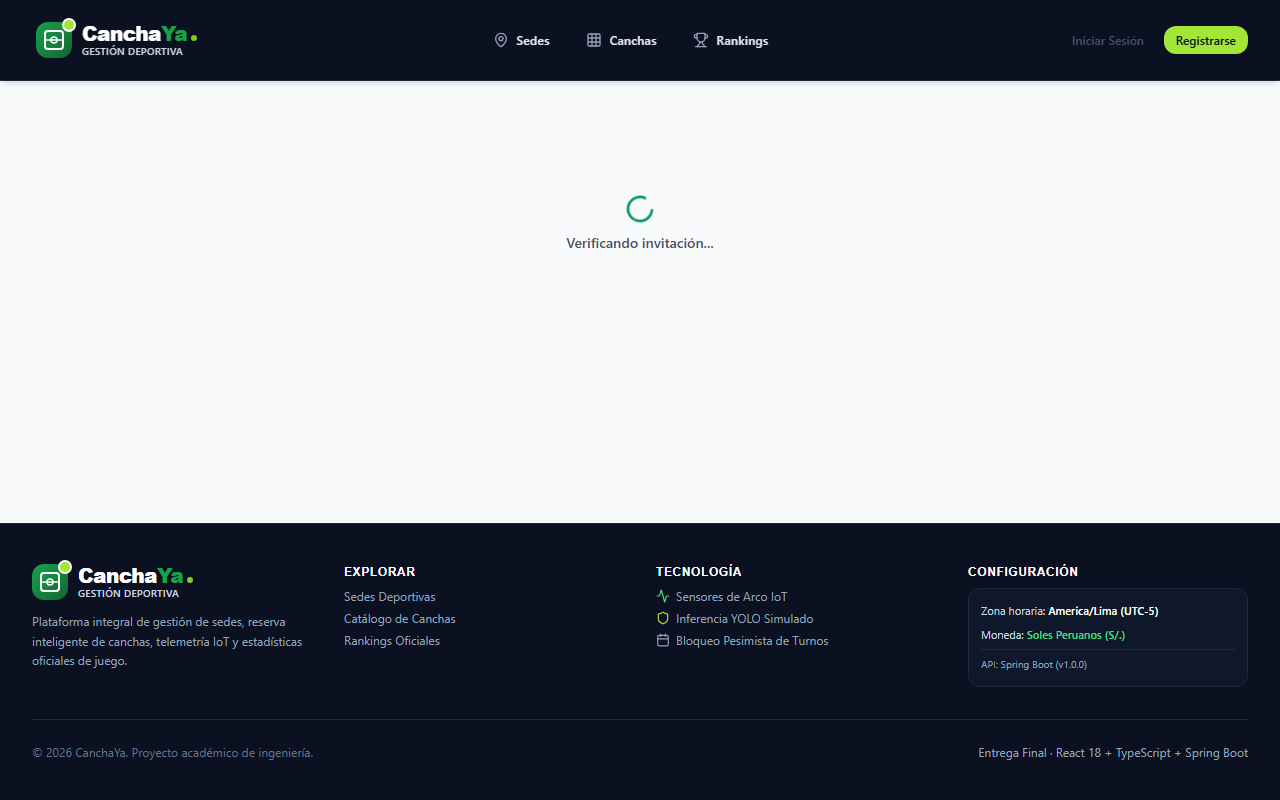 CanchaYa
GESTIÓN DEPORTIVA
Sedes
Canchas
Rankings
Iniciar Sesión
Registrarse
Verificando invitación...
CanchaYa
GESTIÓN DEPORTIVA
Plataforma integral de gestión de sedes, reserva
inteligente de canchas, telemetría IoT y estadísticas
oficiales de juego.
EXPLORAR
Sedes Deportivas
Catálogo de Canchas
Rankings Oficiales
TECNOLOGÍA
Sensores de Arco IoT
Inferencia YOLO Simulado
Bloqueo Pesimista de Turnos
CONFIGURACIÓN
Zona horaria: America/Lima (UTC-5)
Moneda: Soles Peruanos (S/.)
API: Spring Boot (v1.0.0)
© 2026 CanchaYa. Proyecto académico de ingeniería.
Entrega Final · React 18 + TypeScript + Spring Boot